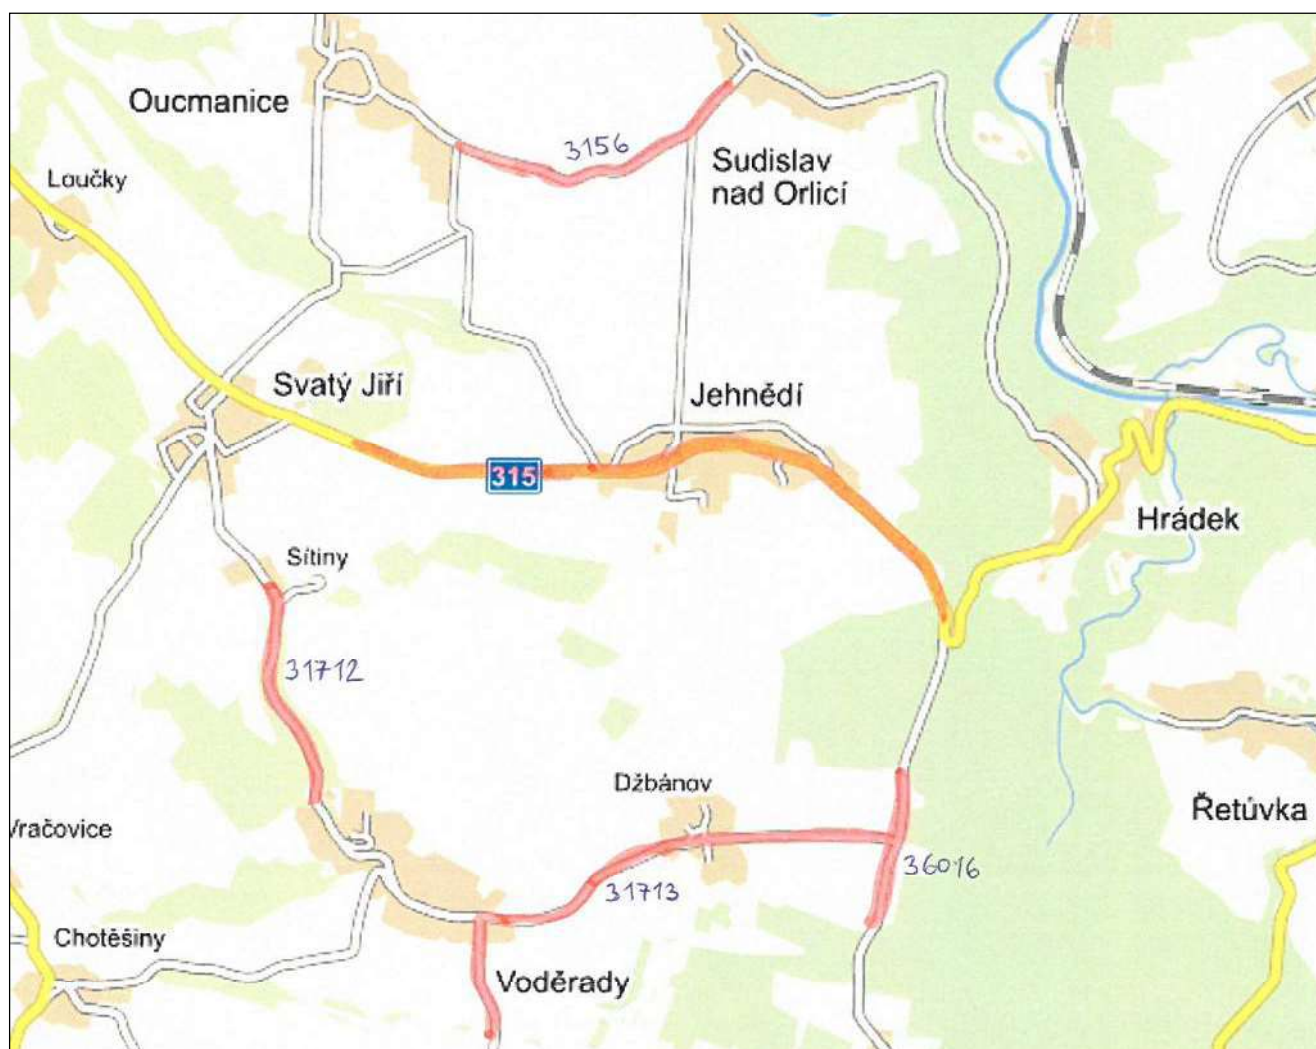 Oucmanice
3156
Sudislav
nad Orlicí
Loučky
Svatý Jiří
Jehnědí
315
Hrádek
Sítiny
31712
Džbánov
Řetůvka
Vračovice
36016
31713
Chotěšiny
Voděrady